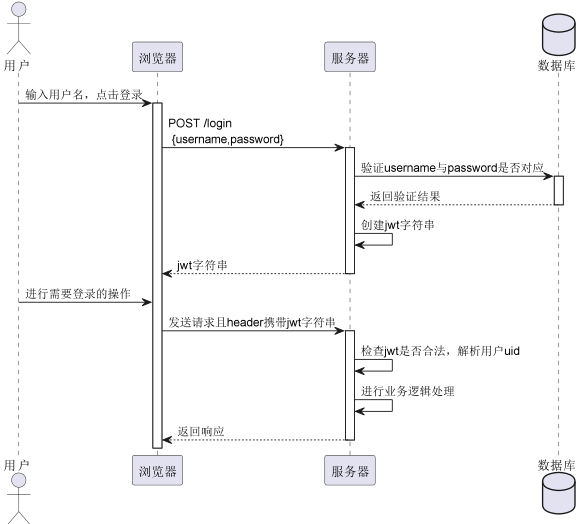 用户
浏览器
服务器
数据库
输入用户名，点击登录
POST /login
{username,password}
验证username与password是否对应
返回验证结果
创建jwt字符串
jwt字符串
进行需要登录的操作
发送请求且header携带jwt字符串
检查jwt是否合法，解析用户uid
进行业务逻辑处理
返回响应
用户
浏览器
服务器
数据库